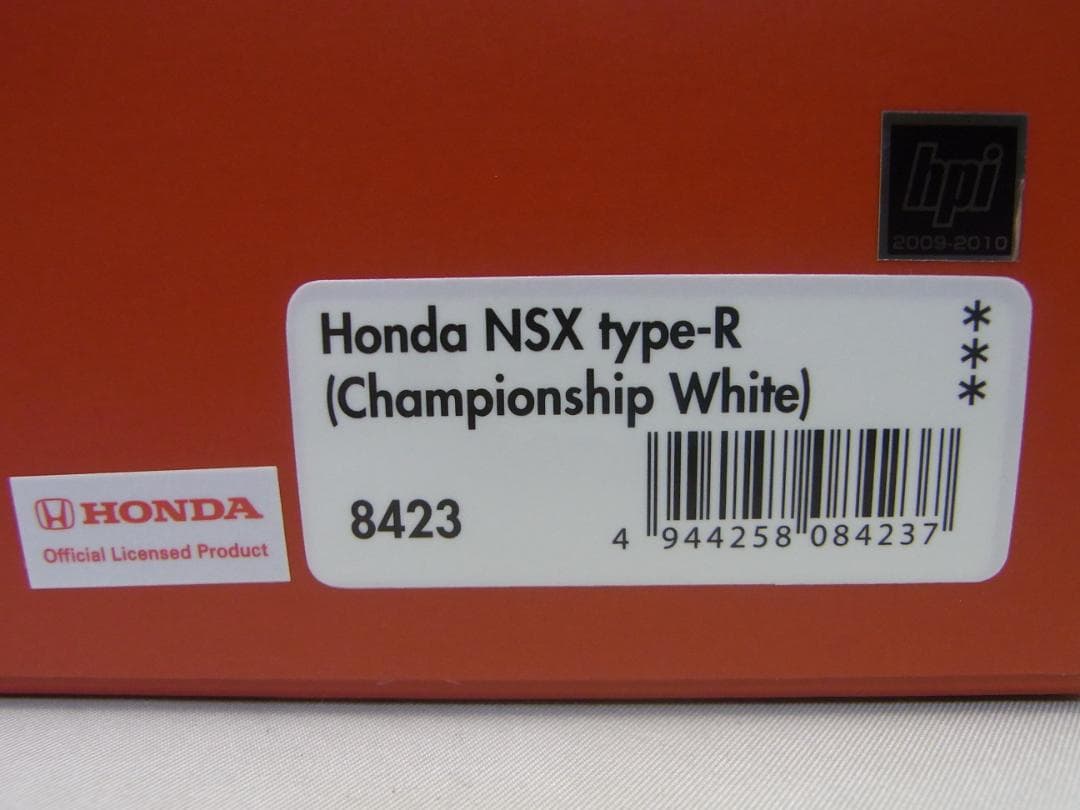 hpi
2009-2010
Honda NSX type-R
(Championship White)
***
8423
4 944258 084237
HONDA
Official Licensed Product